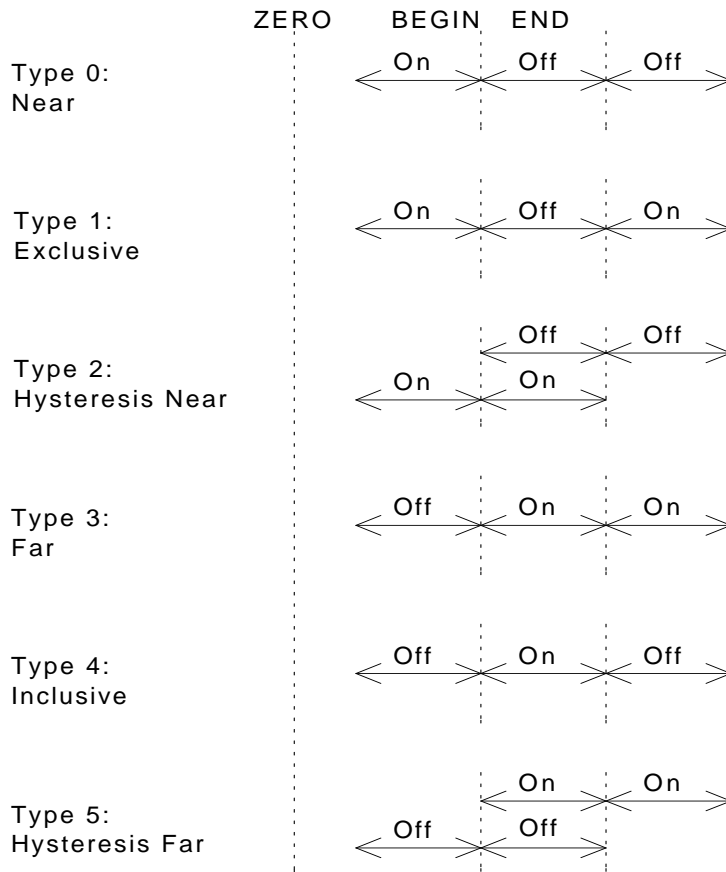 ZERO BEGIN END
Type 0:
Near
On Off Off
Type 1:
Exclusive
On Off On
Type 2:
Hysteresis Near
Off Off
On On
Type 3:
Far
Off On On
Type 4:
Inclusive
Off On Off
Type 5:
Hysteresis Far
On On
Off Off